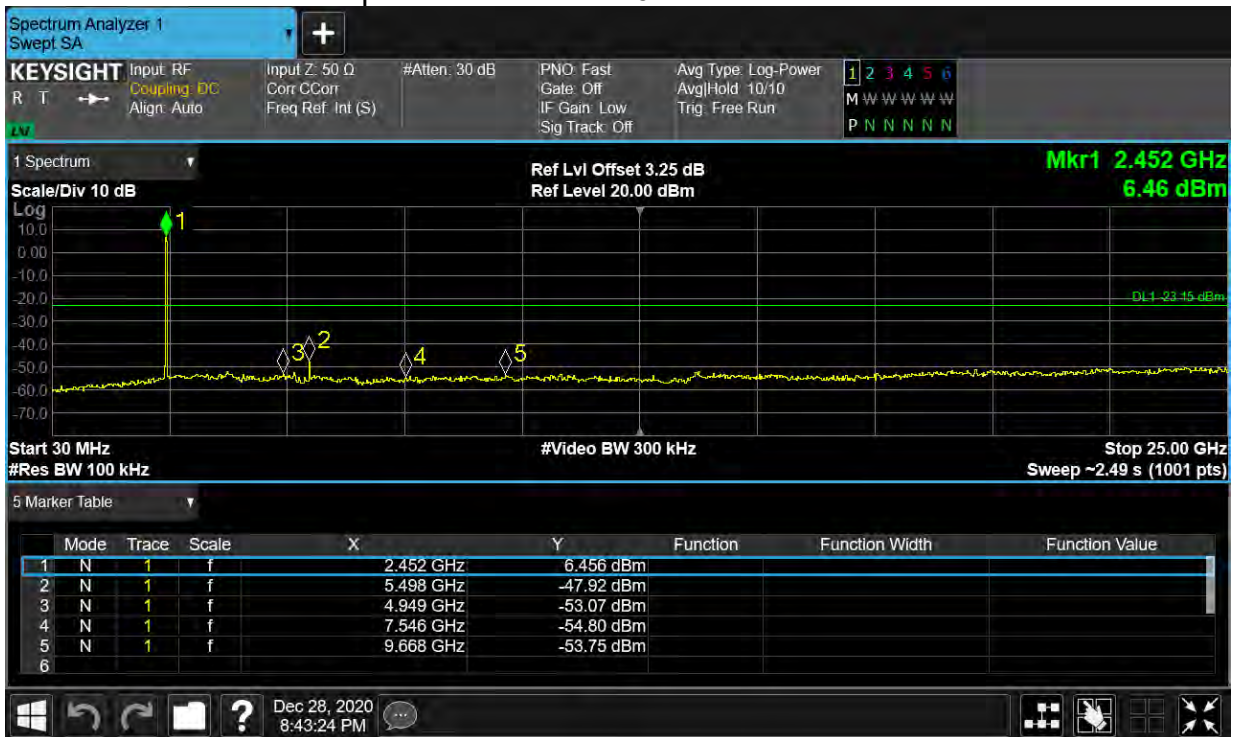 Spectrum Analyzer 1
Swept SA
+
KEYSIGHT Input: RF Input Z: 50 Ω #Atten: 30 dB PNO: Fast Avg Type: Log-Power 1 2 3 4 5 6
R T Coupling: DC Corr CCorr Gate: Off Avg|Hold: 10/10 M W W W W W
Align: Auto Freq Ref: Int (S) IF Gain: Low Trig: Free Run P N N N N N
Sig Track: Off
LXI
1 Spectrum
Ref Lvl Offset 3.25 dB Mkr1 2.452 GHz
Scale/Div 10 dB Ref Level 20.00 dBm 6.46 dBm
Log
10.0
0.00
-10.0
-20.0
-30.0
-40.0
-50.0
-60.0
-70.0
1
DL1 -23.15 dBm
3 2 4 5
Start 30 MHz #Video BW 300 kHz Stop 25.00 GHz
#Res BW 100 kHz Sweep ~2.49 s (1001 pts)
5 Marker Table
Mode Trace Scale X Y Function Function Width Function Value
1 N 1 f 2.452 GHz 6.456 dBm
2 N 1 f 5.498 GHz -47.92 dBm
3 N 1 f 4.949 GHz -53.07 dBm
4 N 1 f 7.546 GHz -54.80 dBm
5 N 1 f 9.668 GHz -53.75 dBm
6
? Dec 28, 2020
8:43:24 PM